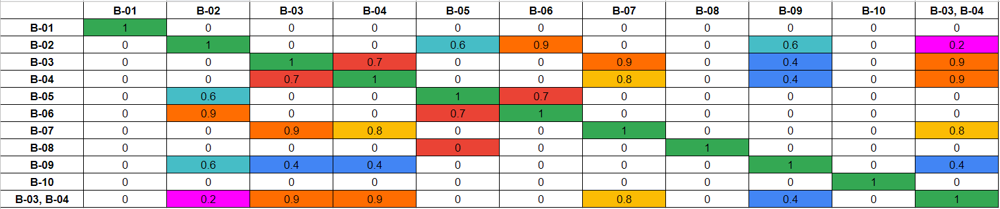 B-01 B-02 B-03 B-04 B-05 B-06 B-07 B-08 B-09 B-10 B-03, B-04
B-01 1 0 0 0 0 0 0 0 0 0 0
B-02 0 1 0 0 0.6 0.9 0 0 0.6 0 0.2
B-03 0 0 1 0.7 0 0 0.9 0 0.4 0 0.9
B-04 0 0 0.7 1 0 0 0.8 0 0.4 0 0.9
B-05 0 0.6 0 0 1 0.7 0 0 0 0 0
B-06 0 0.9 0 0 0.7 1 0 0 0 0 0
B-07 0 0 0.9 0.8 0 0 1 0 0 0 0.8
B-08 0 0 0 0 0 0 0 1 0 0 0
B-09 0 0.6 0.4 0.4 0 0 0 0 1 0 0.4
B-10 0 0 0 0 0 0 0 0 0 1 0
B-03, B-04 0 0.2 0.9 0.9 0 0 0.8 0 0.4 0 1